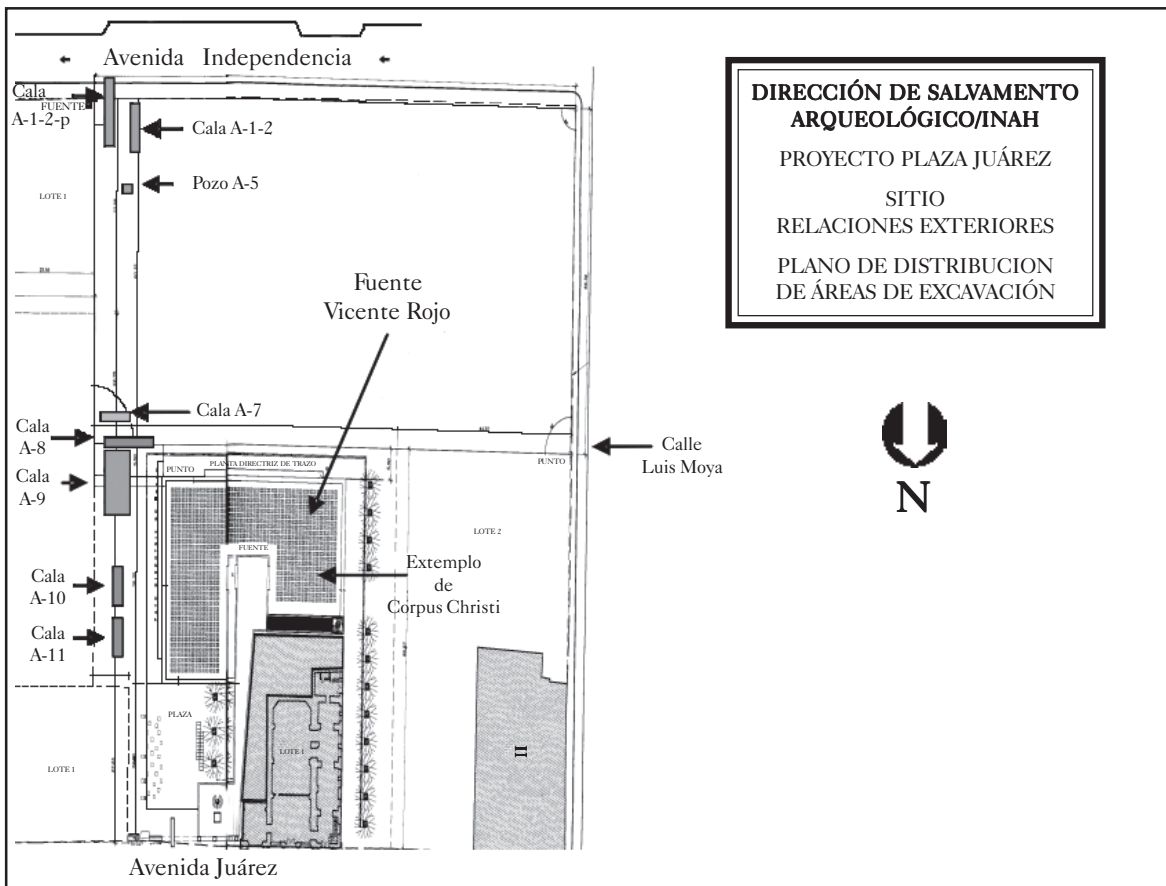 Avenida Independencia
Cala
A-1-2-p
FUENTE
Cala A-1-2
Pozo A-5
LOTE 1
Fuente
Vicente Rojo
Cala A-7
Cala
A-8
Cala
A-9
PUNTO
PLANTA DIRECTRIZ DE TRAZO
PUNTO
Calle
Luis Moya
LOTE 2
FUENTE
Extemplo
de
Corpus Christi
Cala
A-10
Cala
A-11
PLAZA
LOTE 1
LOTE 1
II
Avenida Juárez
DIRECCIÓN DE SALVAMENTO
ARQUEOLÓGICO/INAH
PROYECTO PLAZA JUÁREZ
SITIO
RELACIONES EXTERIORES
PLANO DE DISTRIBUCION
DE ÁREAS DE EXCAVACIÓN
N